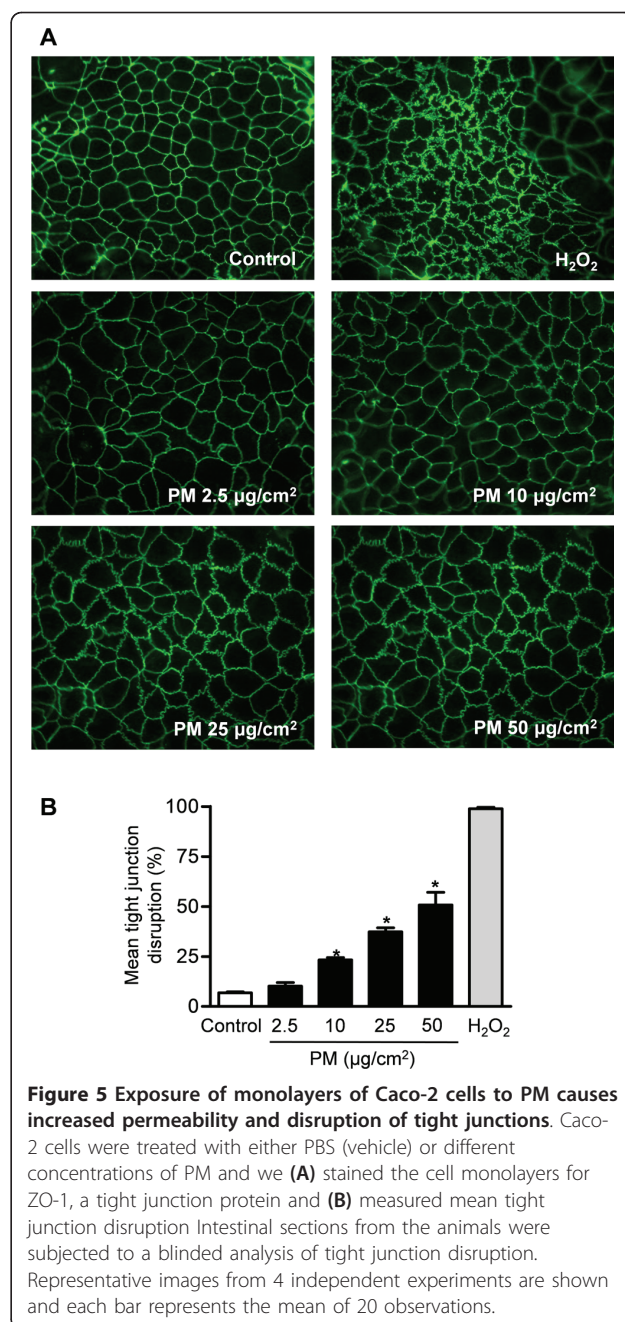 A
Control
H₂O₂
PM 2.5 µg/cm²
PM 10 µg/cm²
PM 25 µg/cm²
PM 50 µg/cm²
B
Mean tight junction
disruption (%)
100
75
50
25
0
* * *
Control 2.5 10 25 50 H₂O₂
PM (µg/cm²)
Figure 5 Exposure of monolayers of Caco-2 cells to PM causes
increased permeability and disruption of tight junctions. Caco-
2 cells were treated with either PBS (vehicle) or different
concentrations of PM and we (A) stained the cell monolayers for
ZO-1, a tight junction protein and (B) measured mean tight
junction disruption Intestinal sections from the animals were
subjected to a blinded analysis of tight junction disruption.
Representative images from 4 independent experiments are shown
and each bar represents the mean of 20 observations.